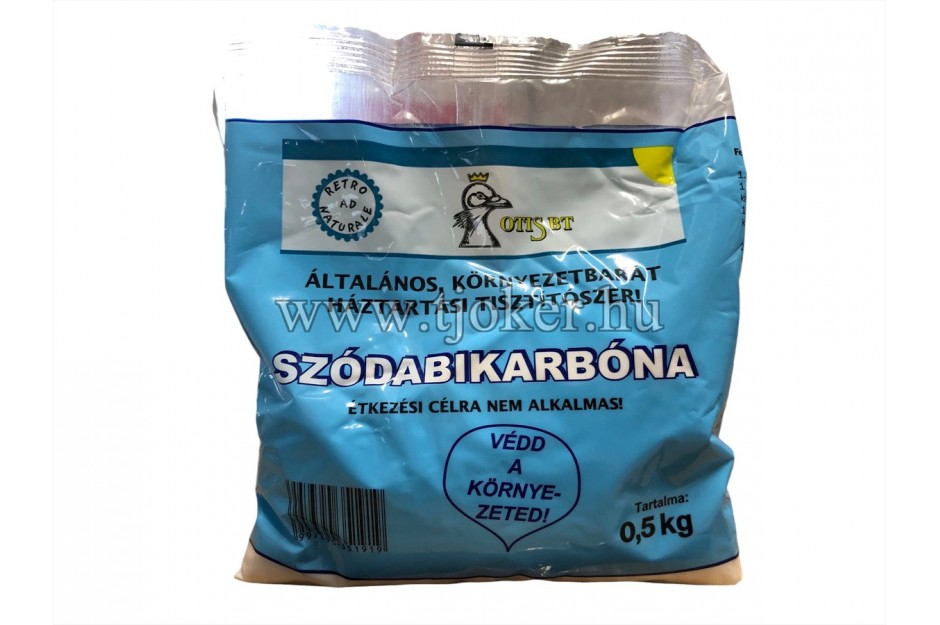 RETRO
AD
NATURALE
OTIS BT
ÁLTALÁNOS, KÖRNYEZETBARÁT
HÁZTARTÁSI TISZTÍTÓSZER!
www.tjoker.hu
SZÓDABIKARBÓNA
ÉTKEZÉSI CÉLRA NEM ALKALMAS!
VÉDD
A
KÖRNYE-
ZETED!
Tartalma:
0,5 kg